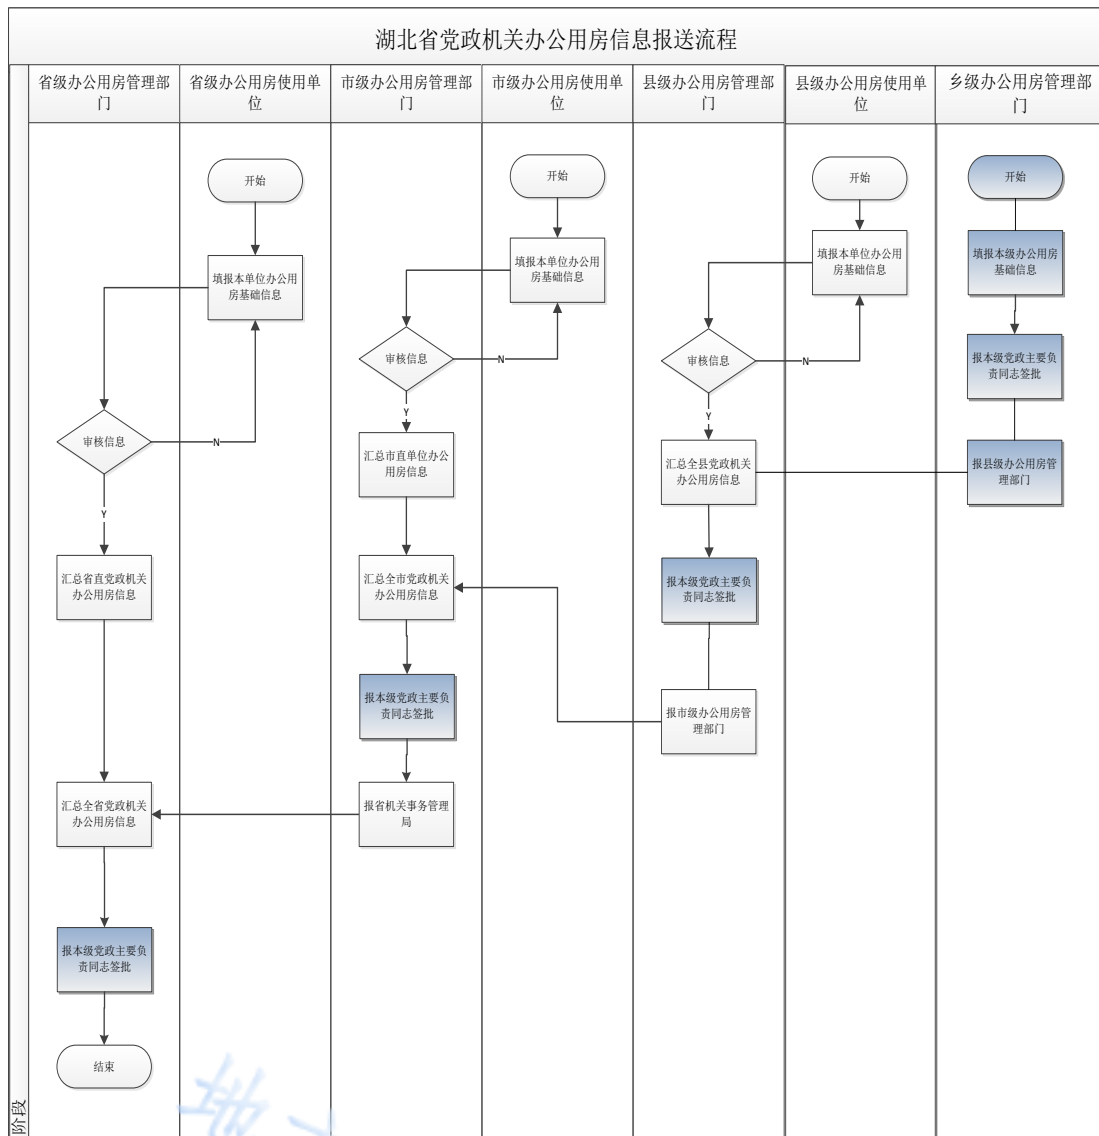 湖北省党政机关办公用房信息报送流程
省级办公用房管理部
门
省级办公用房使用单
位
市级办公用房管理部
门
市级办公用房使用单
位
县级办公用房管理部
门
县级办公用房使用单
位
乡级办公用房管理部
门
开始
填报本单位办公用
房基础信息
审核信息
N
Y
汇总省直党政机关
办公用房信息
汇总全省党政机关
办公用房信息
报本级党政主要负
责同志签批
结束
开始
填报本单位办公用
房基础信息
审核信息
N
Y
汇总市直单位办公
用房信息
汇总全市党政机关
办公用房信息
报本级党政主要负
责同志签批
报省机关事务管理
局
开始
填报本单位办公用
房基础信息
审核信息
N
Y
汇总全县党政机关
办公用房信息
报本级党政主要负
责同志签批
报市级办公用房管
理部门
开始
填报本级办公用房
基础信息
报本级党政主要负
责同志签批
报县级办公用房管
理部门
阶段